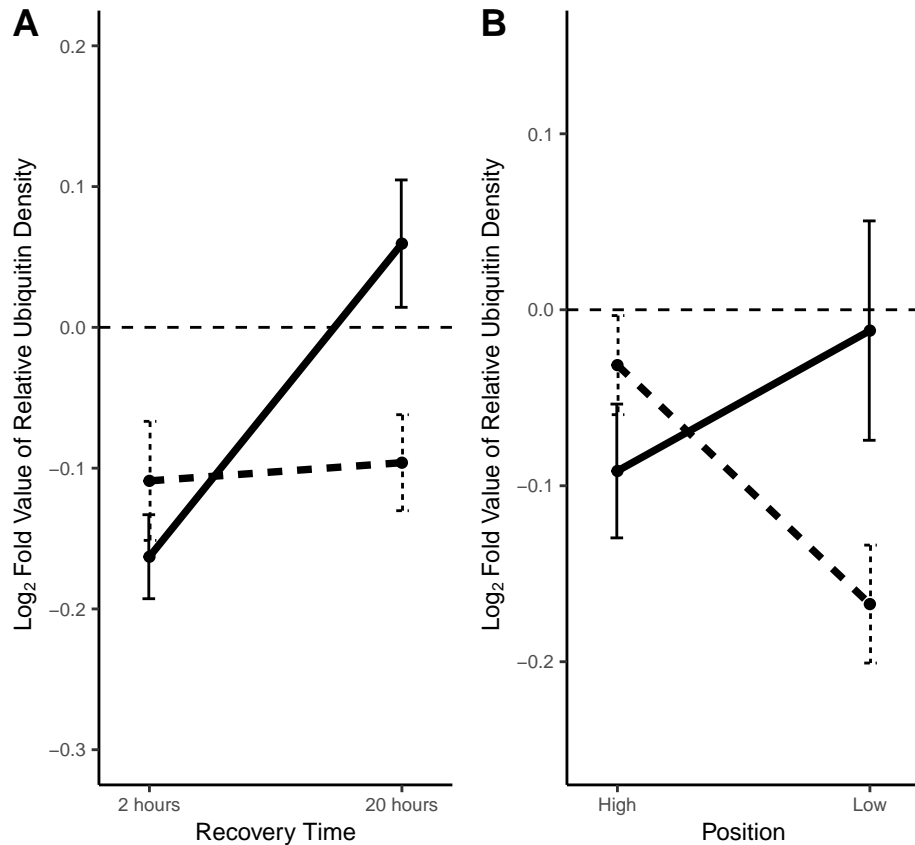 A
Log₂ Fold Value of Relative Ubiquitin Density
0.2
0.1
0.0
−0.1
−0.2
−0.3
2 hours
20 hours
Recovery Time
B
Log₂ Fold Value of Relative Ubiquitin Density
0.1
0.0
−0.1
−0.2
High
Low
Position